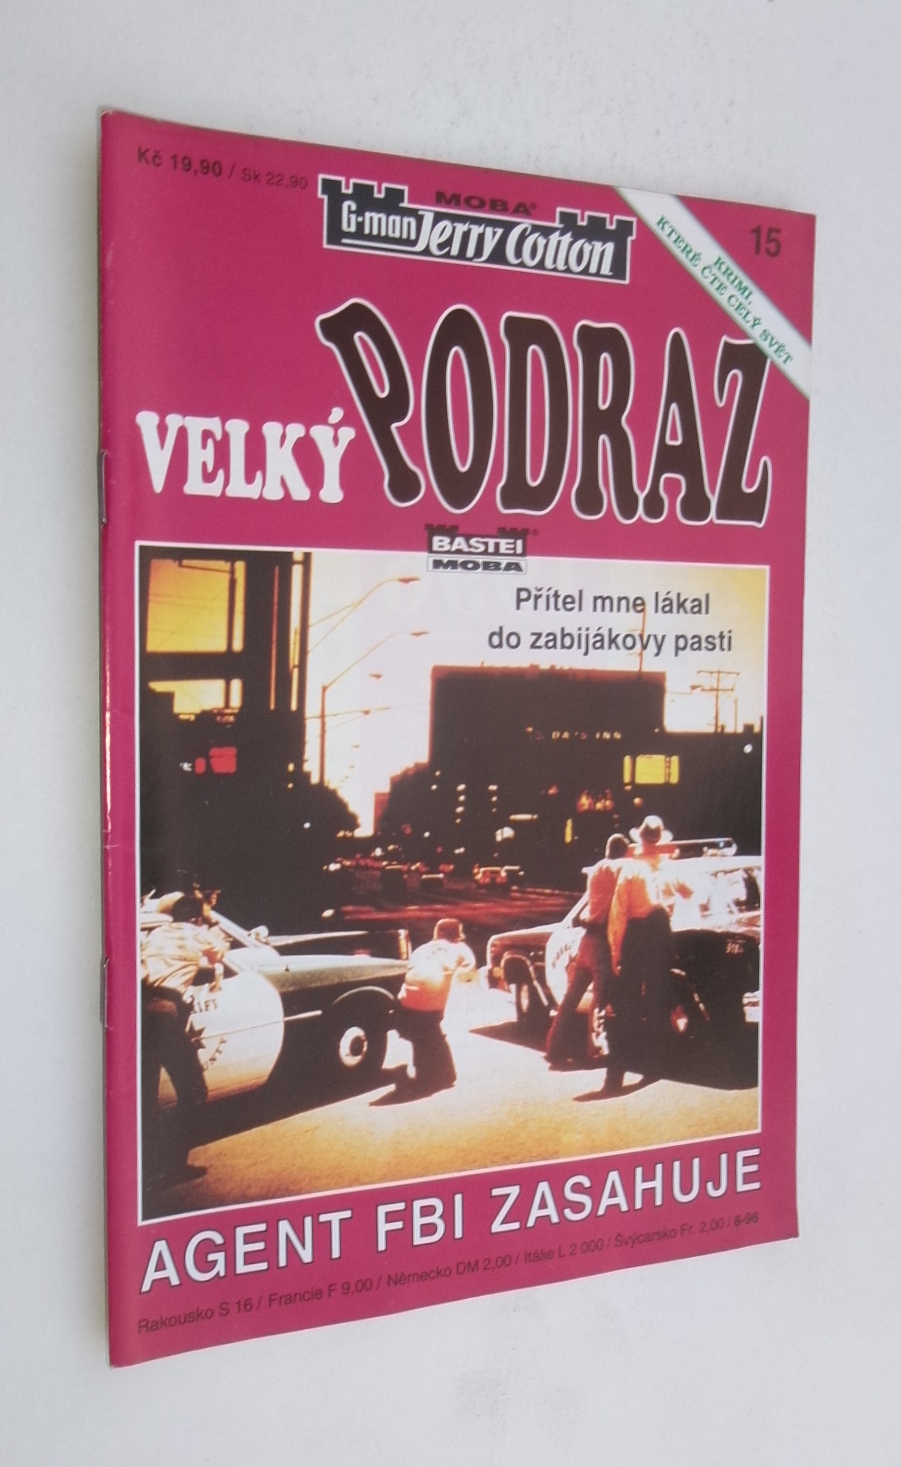 Kč 19,90 / Sk 22,90
MOBA®
G-man Jerry Cotton
15
KRIMI,
KTERÉ ČTE CELÝ SVĚT
VELKÝ PODRAZ
BASTEI
MOBA
Přítel mne lákal
do zabijákovy pasti
DA'S INN
AGENT FBI ZASAHUJE
Rakousko S 16 / Francie F 9,00 / Německo DM 2,00 / Itálie L 2 000 / Švýcarsko Fr. 2,00 / 8-96